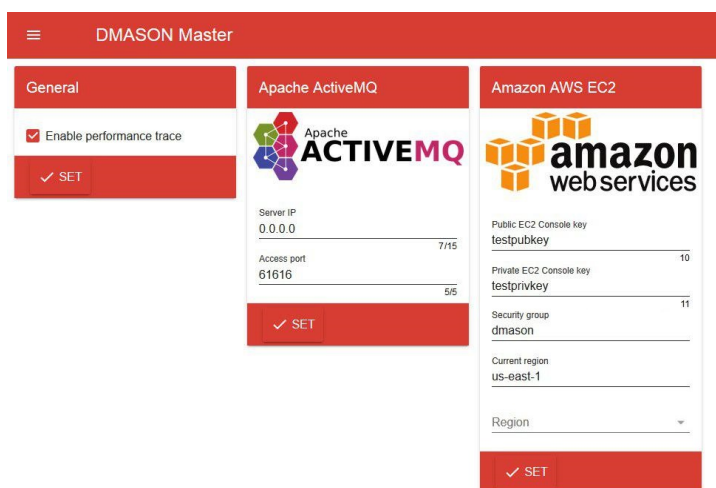 DMASON Master
General
Enable performance trace
SET
Apache ActiveMQ
Apache
ACTIVEMQ
Server IP
0.0.0.0
7/15
Access port
61616
5/5
SET
Amazon AWS EC2
amazon
web services
Public EC2 Console key
testpubkey
10
Private EC2 Console key
testprivkey
11
Security group
dmason
Current region
us-east-1
Region
SET